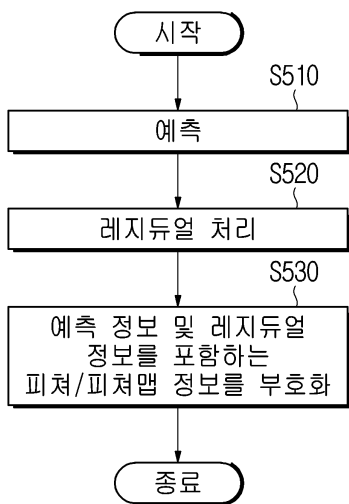 시작
S510
예측
S520
레지듀얼 처리
S530
예측 정보 및 레지듀얼
정보를 포함하는
피쳐/피쳐맵 정보를 부호화
종료